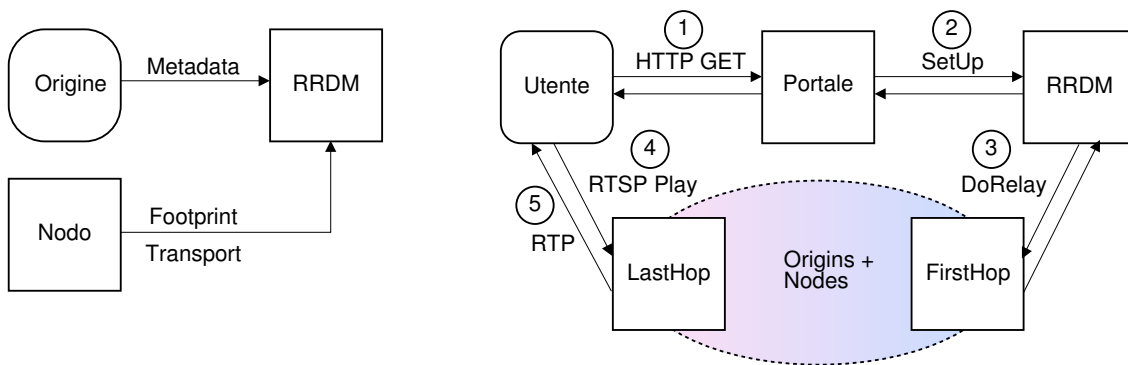 Origine
Metadata
RRDM
Nodo
Footprint
Transport
1
HTTP GET
2
SetUp
Utente
Portale
RRDM
4
RTSP Play
3
DoRelay
5
RTP
LastHop
Origins +
Nodes
FirstHop